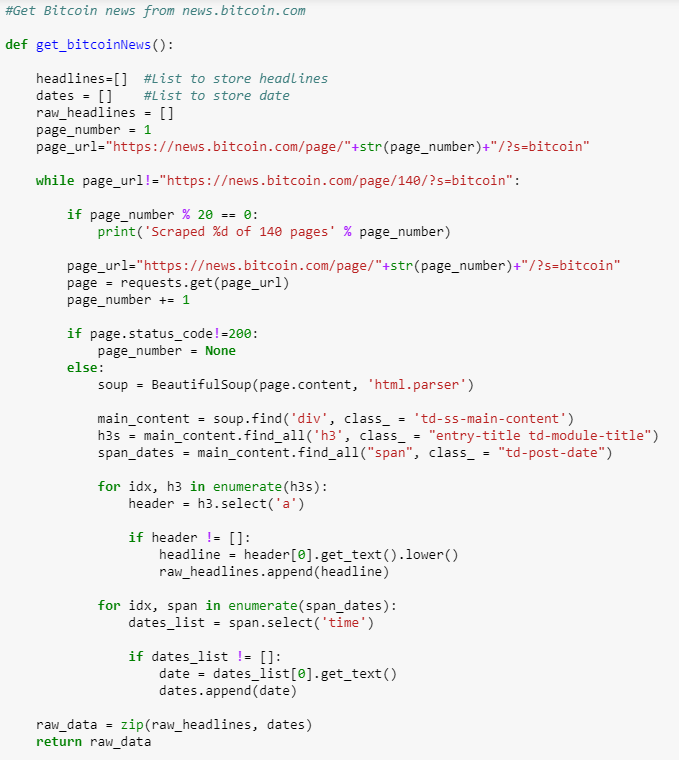 #Get Bitcoin news from news.bitcoin.com
def get_bitcoinNews():
headlines=[]  #List to store headlines
dates = []    #List to store date
raw_headlines = []
page_number = 1
page_url="https://news.bitcoin.com/page/"+str(page_number)+"/?s=bitcoin"
while page_url!="https://news.bitcoin.com/page/140/?s=bitcoin":
if page_number % 20 == 0:
print('Scraped %d of 140 pages' % page_number)
page_url="https://news.bitcoin.com/page/"+str(page_number)+"/?s=bitcoin"
page = requests.get(page_url)
page_number += 1
if page.status_code!=200:
page_number = None
else:
soup = BeautifulSoup(page.content, 'html.parser')
main_content = soup.find('div', class_ = 'td-ss-main-content')
h3s = main_content.find_all('h3', class_ = "entry-title td-module-title")
span_dates = main_content.find_all("span", class_ = "td-post-date")
for idx, h3 in enumerate(h3s):
header = h3.select('a')
if header != []:
headline = header[0].get_text().lower()
raw_headlines.append(headline)
for idx, span in enumerate(span_dates):
dates_list = span.select('time')
if dates_list != []:
date = dates_list[0].get_text()
dates.append(date)
raw_data = zip(raw_headlines, dates)
return raw_data